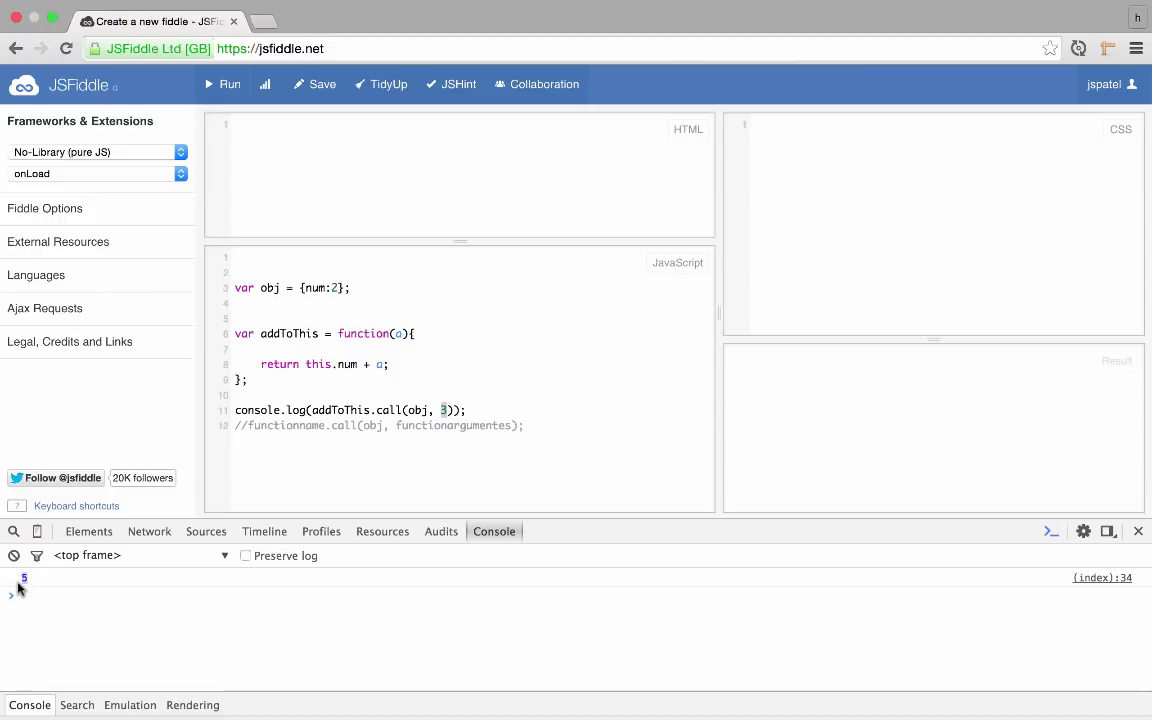 Create a new fiddle - JSFi
h
JSFiddle Ltd [GB] https://jsfiddle.net
JSFiddle α Run Save TidyUp JSHint Collaboration jspatel
Frameworks & Extensions
No-Library (pure JS)
onLoad
Fiddle Options
External Resources
Languages
Ajax Requests
Legal, Credits and Links
Follow @jsfiddle 20K followers
7 Keyboard shortcuts
1 HTML
1 CSS
JavaScript
1
2
3 var obj = {num:2};
4
5
6 var addToThis = function(a){
7
8 return this.num + a;
9 };
10
11 console.log(addToThis.call(obj, 3));
12 //functionname.call(obj, functionargumentes);
Result
Elements Network Sources Timeline Profiles Resources Audits Console
<top frame> Preserve log
5 (index):34
Console Search Emulation Rendering